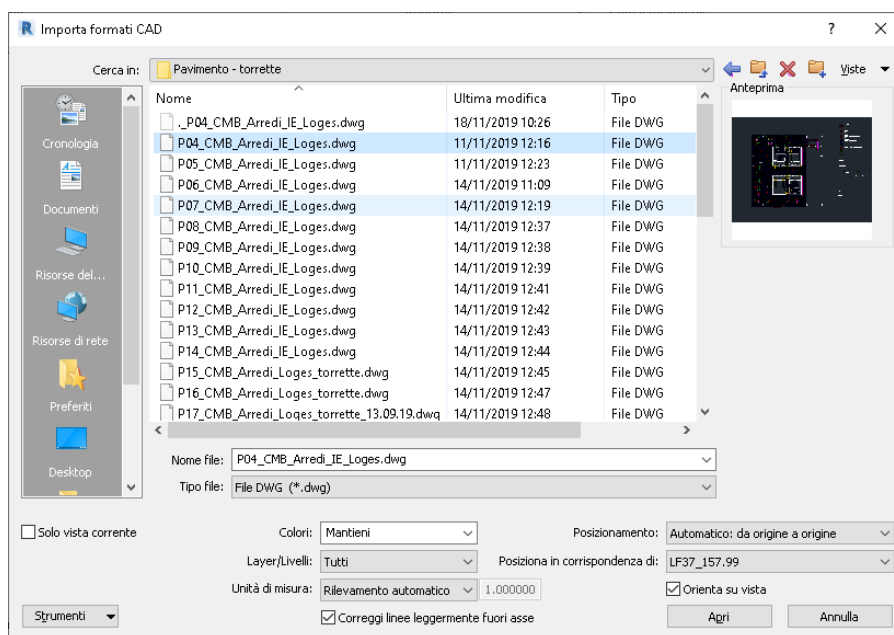 Importa formati CAD
Cerca in: Pavimento - torrette Viste
Anteprima
Nome Ultima modifica Tipo
._P04_CMB_Arredi_IE_Loges.dwg 18/11/2019 10:26 File DWG
P04_CMB_Arredi_IE_Loges.dwg 11/11/2019 12:16 File DWG
P05_CMB_Arredi_IE_Loges.dwg 11/11/2019 12:23 File DWG
P06_CMB_Arredi_IE_Loges.dwg 14/11/2019 11:09 File DWG
P07_CMB_Arredi_IE_Loges.dwg 14/11/2019 12:19 File DWG
P08_CMB_Arredi_IE_Loges.dwg 14/11/2019 12:37 File DWG
P09_CMB_Arredi_IE_Loges.dwg 14/11/2019 12:38 File DWG
P10_CMB_Arredi_IE_Loges.dwg 14/11/2019 12:39 File DWG
P11_CMB_Arredi_IE_Loges.dwg 14/11/2019 12:41 File DWG
P12_CMB_Arredi_IE_Loges.dwg 14/11/2019 12:42 File DWG
P13_CMB_Arredi_IE_Loges.dwg 14/11/2019 12:43 File DWG
P14_CMB_Arredi_IE_Loges.dwg 14/11/2019 12:44 File DWG
P15_CMB_Arredi_Loges_torrette.dwg 14/11/2019 12:45 File DWG
P16_CMB_Arredi_Loges_torrette.dwg 14/11/2019 12:47 File DWG
P17_CMB_Arredi_Loges_torrette_13.09.19.dwg 14/11/2019 12:48 File DWG
Cronologia
Documenti
Risorse del...
Risorse di rete
Preferiti
Desktop
Nome file: P04_CMB_Arredi_IE_Loges.dwg
Tipo file: File DWG (*.dwg)
Solo vista corrente Colori: Mantieni Posizionamento: Automatico: da origine a origine
Layer/Livelli: Tutti Posiziona in corrispondenza di: LF37_157.99
Unità di misura: Rilevamento automatico 1.000000 Orienta su vista
Strumenti Correggi linee leggermente fuori asse Apri Annulla